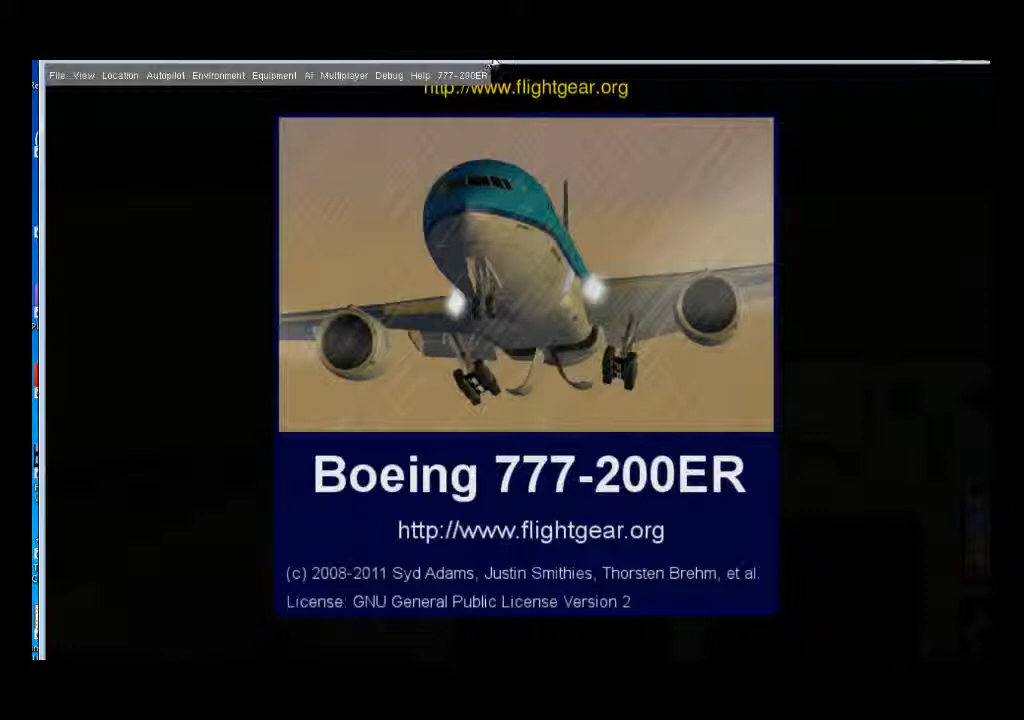 File View Location Autopilot Environment Equipment AI Multiplayer Debug Help 777-200ER
http://www.flightgear.org
Boeing 777-200ER
http://www.flightgear.org
(c) 2008-2011 Syd Adams, Justin Smithies, Thorsten Brehm, et al.
License: GNU General Public License Version 2